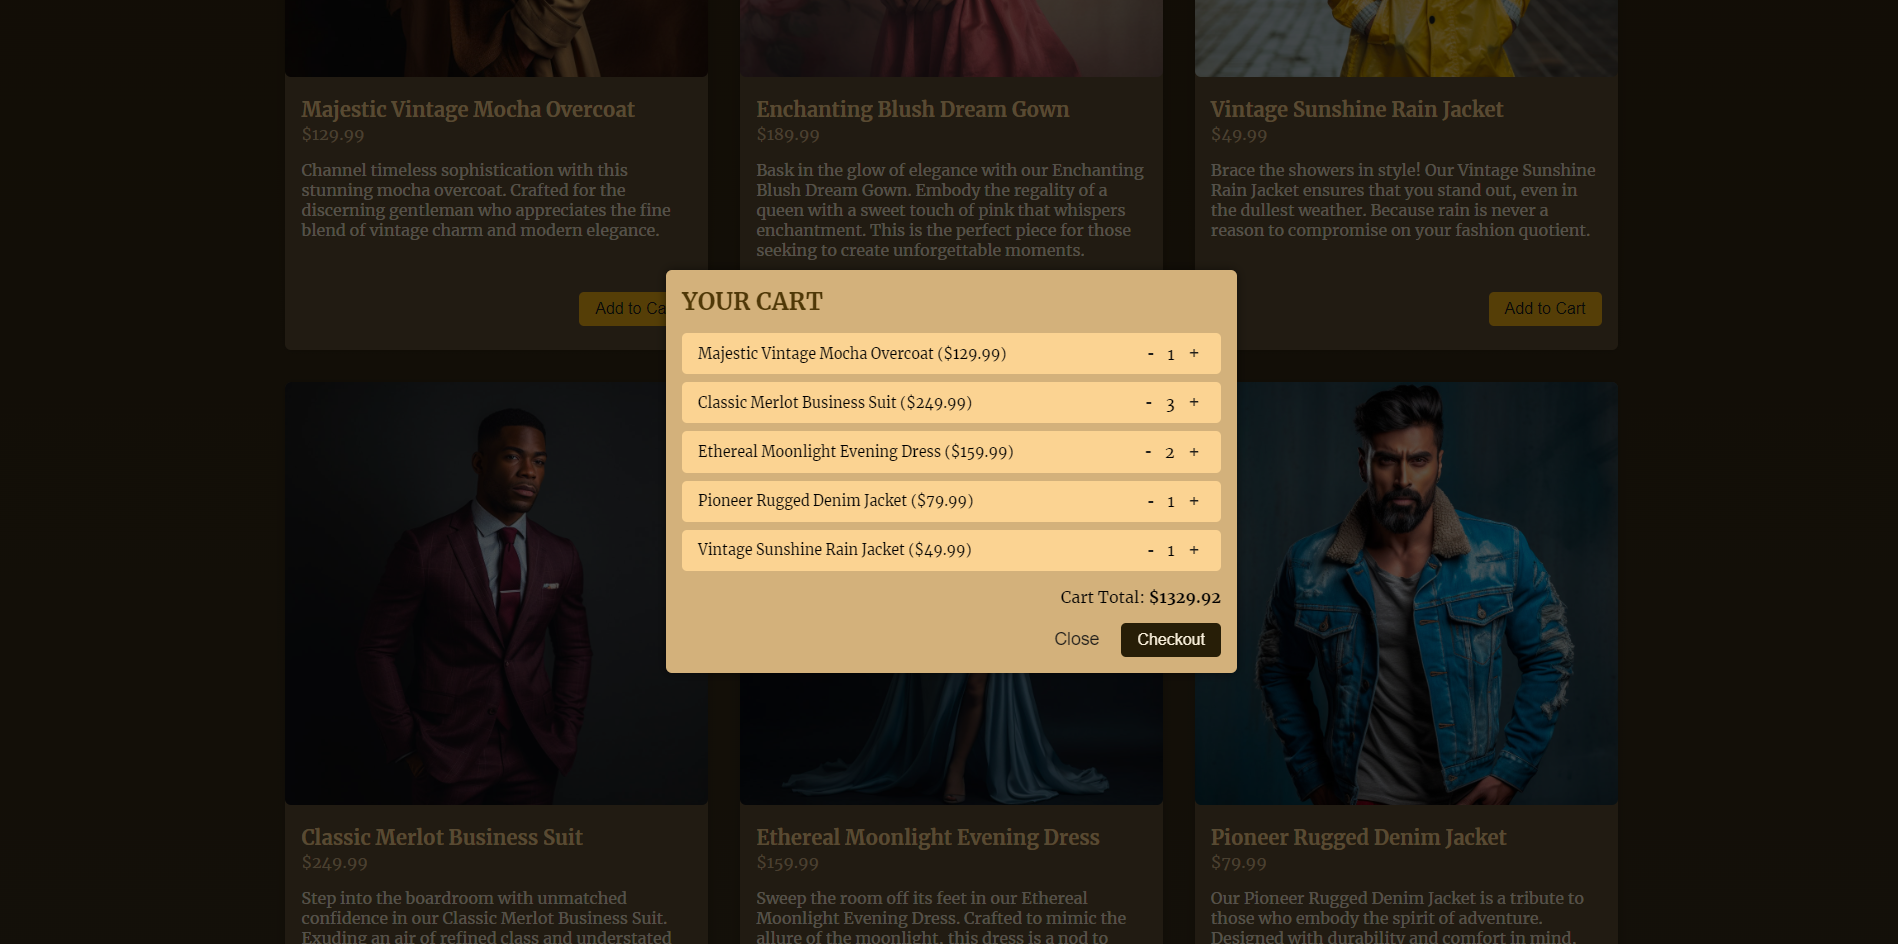 Majestic Vintage Mocha Overcoat
$129.99
Channel timeless sophistication with this
stunning mocha overcoat. Crafted for the
discerning gentleman who appreciates the fine
blend of vintage charm and modern elegance.
Add to Ca
Enchanting Blush Dream Gown
$189.99
Bask in the glow of elegance with our Enchanting
Blush Dream Gown. Embody the regality of a
queen with a sweet touch of pink that whispers
enchantment. This is the perfect piece for those
seeking to create unforgettable moments.
Vintage Sunshine Rain Jacket
$49.99
Brace the showers in style! Our Vintage Sunshine
Rain Jacket ensures that you stand out, even in
the dullest weather. Because rain is never a
reason to compromise on your fashion quotient.
Add to Cart
YOUR CART
Majestic Vintage Mocha Overcoat ($129.99) - 1 +
Classic Merlot Business Suit ($249.99) - 3 +
Ethereal Moonlight Evening Dress ($159.99) - 2 +
Pioneer Rugged Denim Jacket ($79.99) - 1 +
Vintage Sunshine Rain Jacket ($49.99) - 1 +
Cart Total: $1329.92
Close Checkout
Classic Merlot Business Suit
$249.99
Step into the boardroom with unmatched
confidence in our Classic Merlot Business Suit.
Exuding an air of refined class and understated
Ethereal Moonlight Evening Dress
$159.99
Sweep the room off its feet in our Ethereal
Moonlight Evening Dress. Crafted to mimic the
allure of the moonlight, this dress is a nod to
Pioneer Rugged Denim Jacket
$79.99
Our Pioneer Rugged Denim Jacket is a tribute to
those who embody the spirit of adventure.
Designed with durability and comfort in mind,